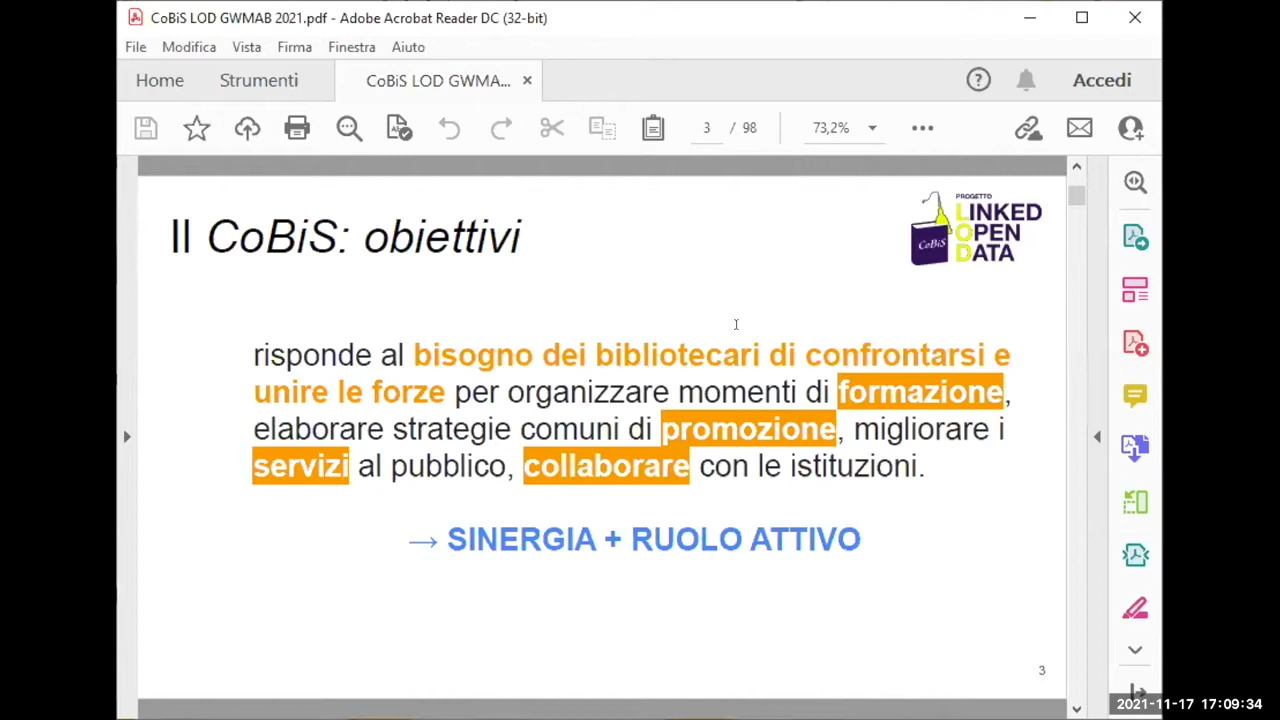 CoBiS LOD GWMAB 2021.pdf - Adobe Acrobat Reader DC (32-bit)
File Modifica Vista Firma Finestra Aiuto
Home Strumenti CoBiS LOD GWMA... × Accedi
3 / 98 73,2%
Il CoBiS: obiettivi
PROGETTO
LINKED
OPEN
DATA
CoBiS
risponde al bisogno dei bibliotecari di confrontarsi e
unire le forze per organizzare momenti di formazione,
elaborare strategie comuni di promozione, migliorare i
servizi al pubblico, collaborare con le istituzioni.
→ SINERGIA + RUOLO ATTIVO
3
2021-11-17 17:09:34